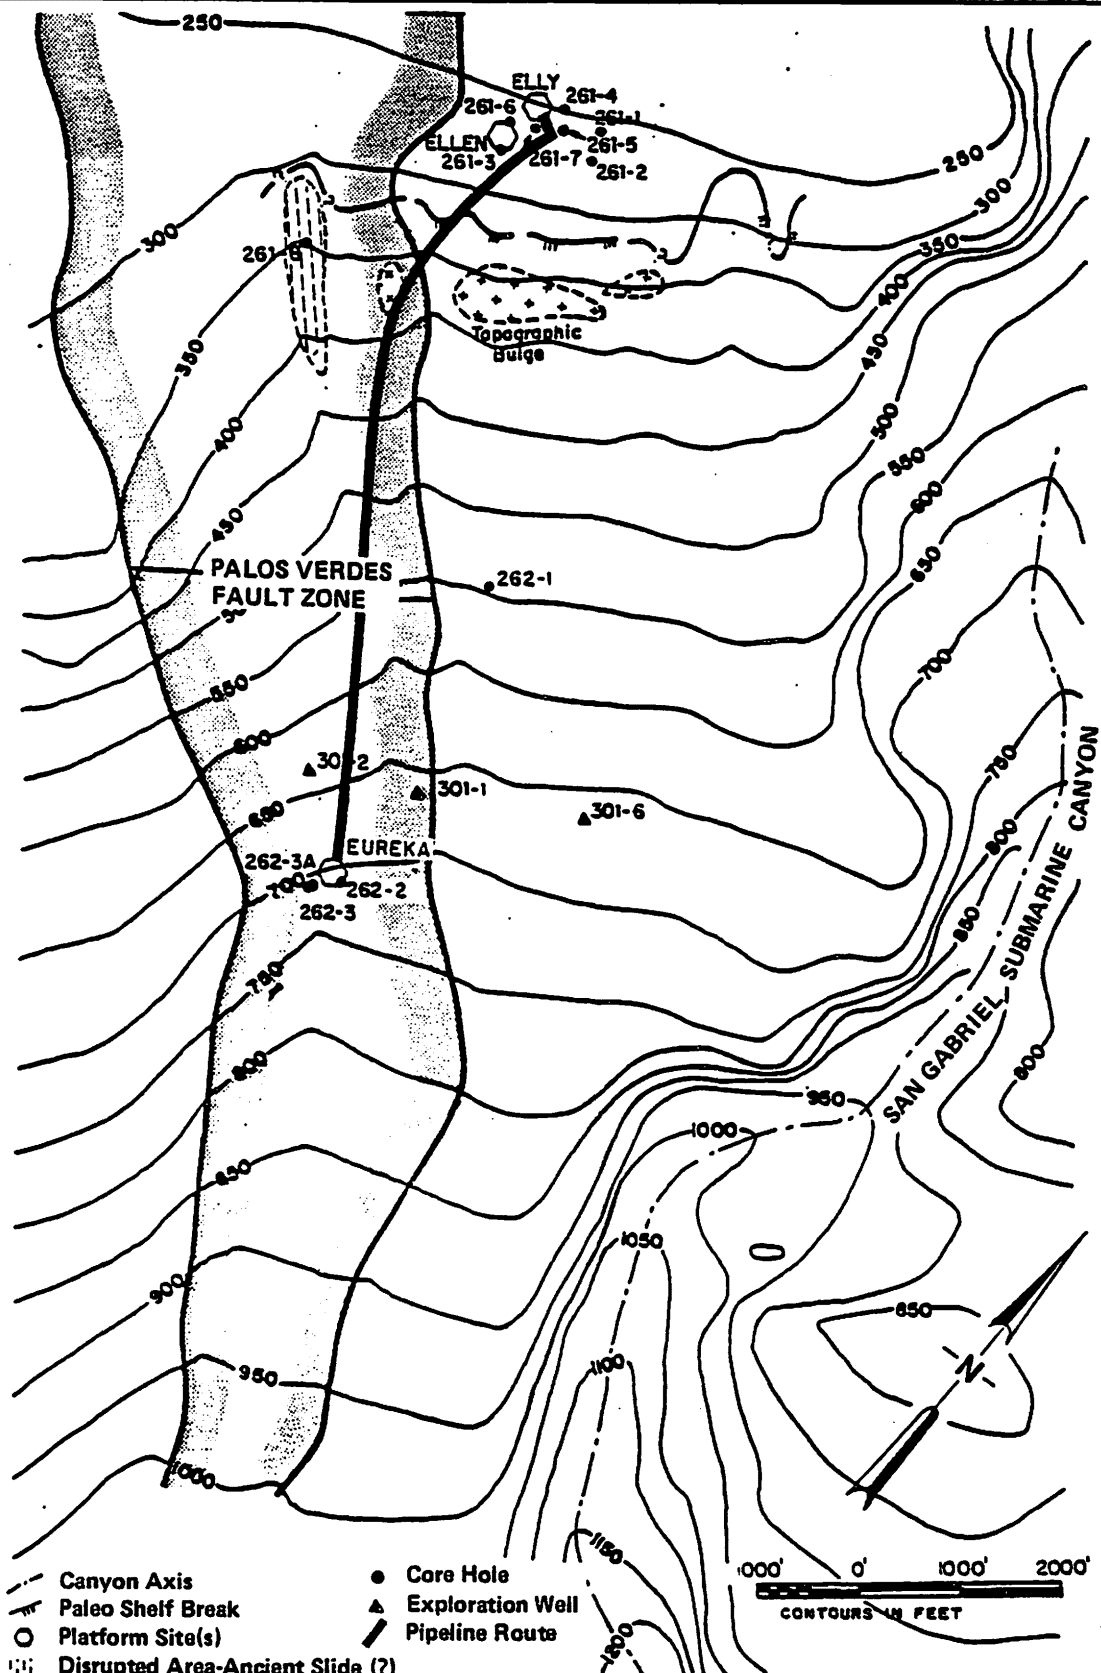 250
ELLY
261-4
261-6
261-1
ELLEN
261-5
261-3
261-7
261-2
250
300
300
350
261
400
Topographic
Bulge
350
450
400
500
550
450
600
PALOS VERDES
FAULT ZONE
262-1
650
550
700
600
301-2
750
301-1
301-6
650
800
EUREKA
262-3A
700
262-2
262-3
850
750
SAN GABRIEL SUBMARINE CANYON
800
800
950
1000
850
1050
900
850
1100
950
N
1000
1150
1200
Canyon Axis
Paleo Shelf Break
Platform Site(s)
Disrupted Area-Ancient Slide (?)
Core Hole
Exploration Well
Pipeline Route
1000' 0' 1000' 2000'
CONTOURS IN FEET